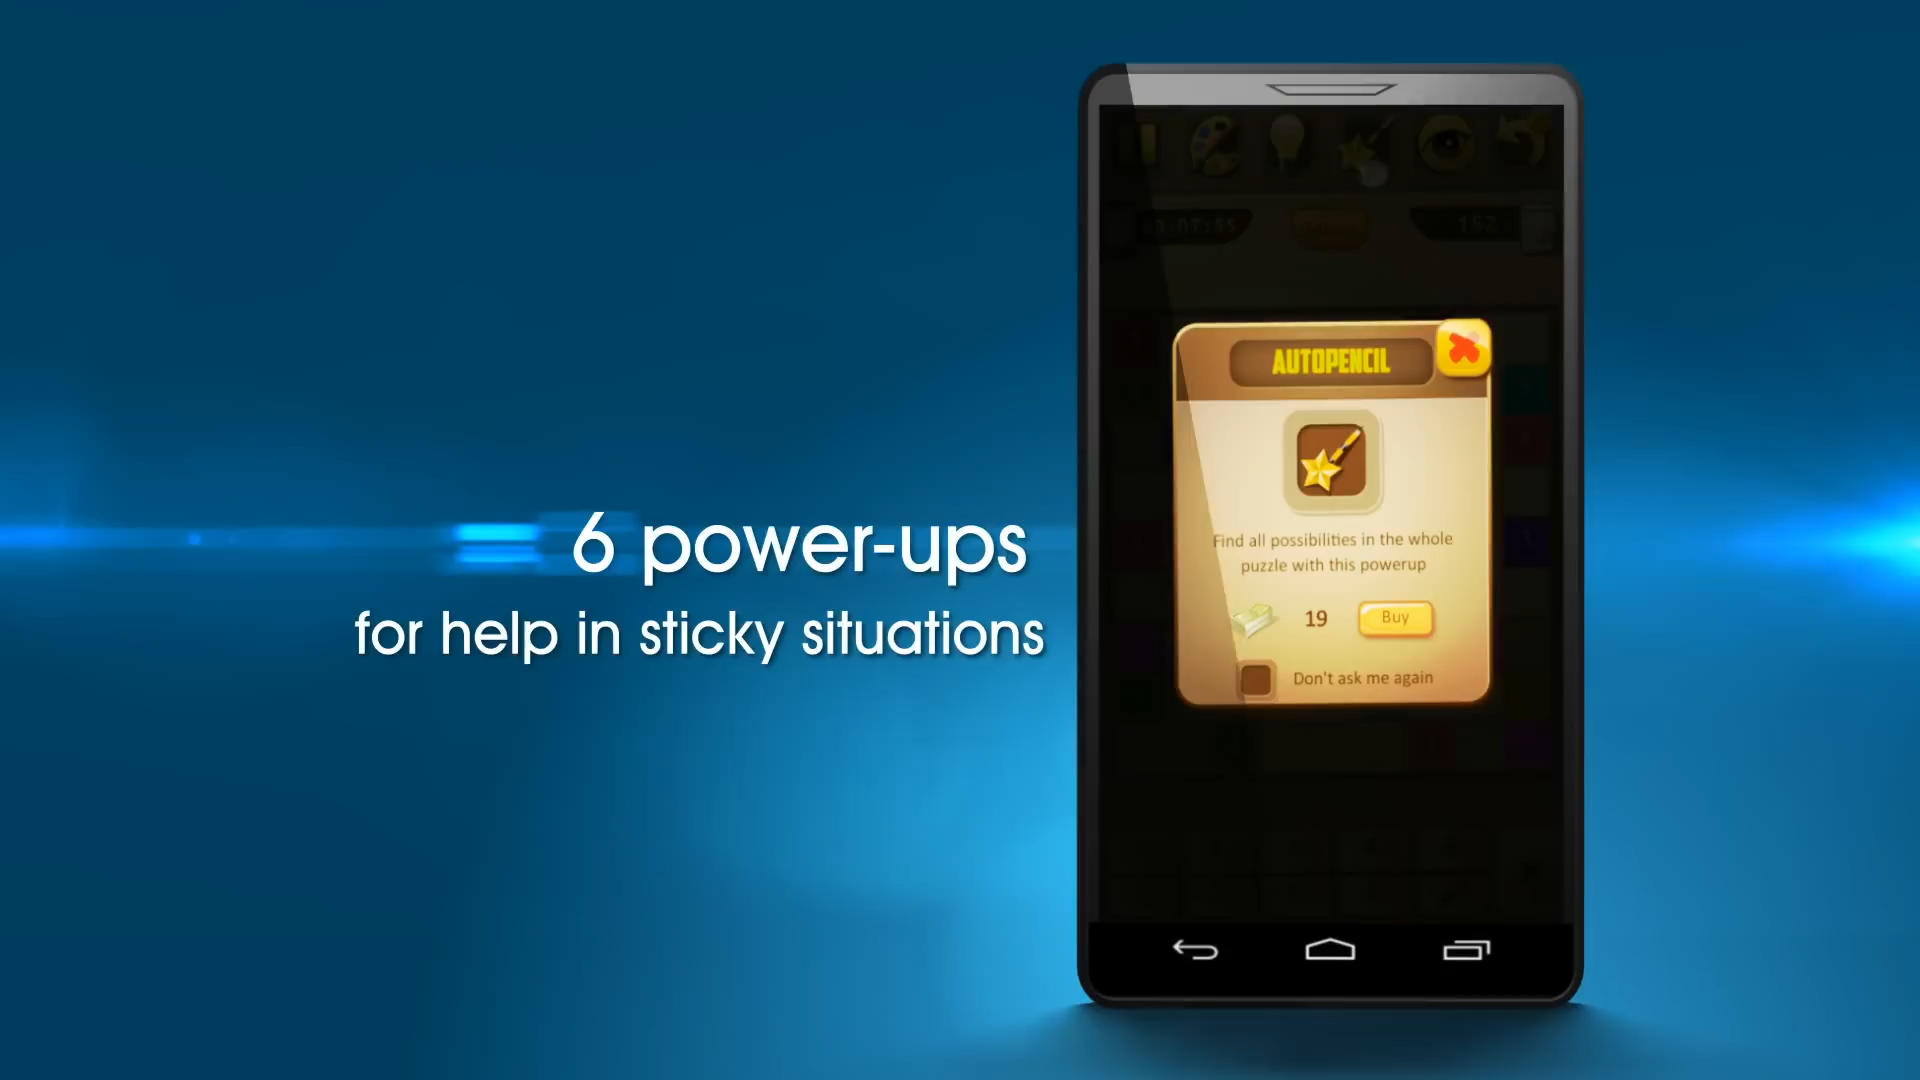 6 power-ups
for help in sticky situations
AUTOPENCIL
Find all possibilities in the whole
puzzle with this powerup
19
Buy
Don't ask me again